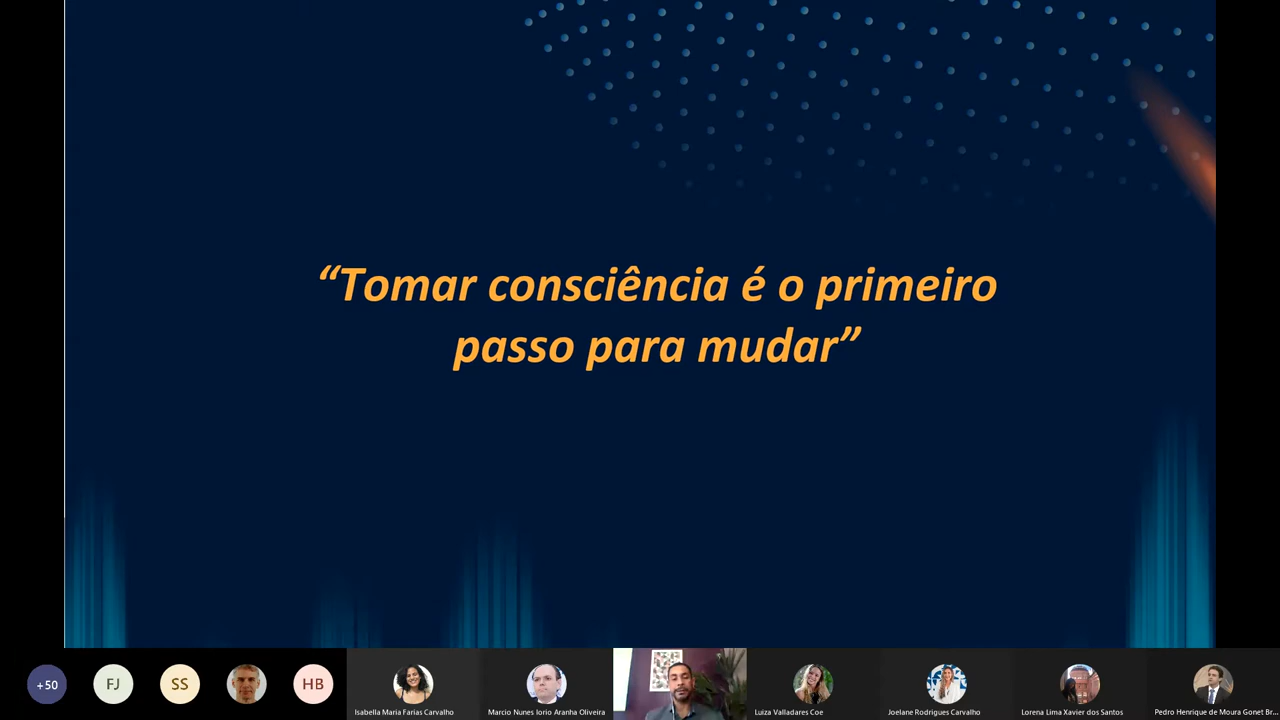 “Tomar consciência é o primeiro
passo para mudar”
+50
FJ
SS
HB
Isabella Maria Farias Carvalho
Marcio Nunes Iorio Aranha Oliveira
Luiza Valladares Coe
Joelane Rodrigues Carvalho
Lorena Lima Xavier dos Santos
Pedro Henrique de Moura Gonet Br...